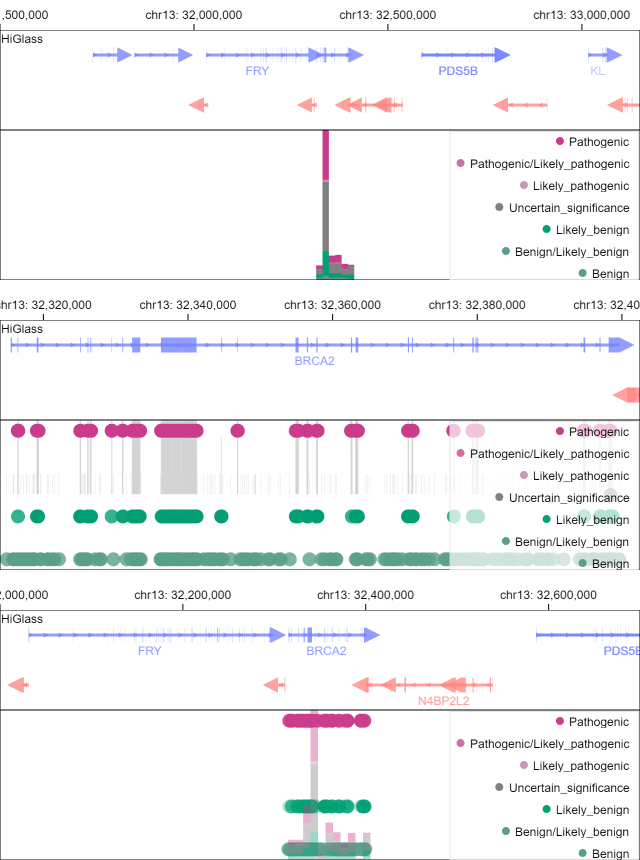 ,500,000 chr13: 32,000,000 chr13: 32,500,000 chr13: 33,000,000
HiGlass
FRY PDS5B KL
Pathogenic
Pathogenic/Likely_pathogenic
Likely_pathogenic
Uncertain_significance
Likely_benign
Benign/Likely_benign
Benign
chr13: 32,320,000 chr13: 32,340,000 chr13: 32,360,000 chr13: 32,380,000 chr13: 32,40
HiGlass
BRCA2
Pathogenic
Pathogenic/Likely_pathogenic
Likely_pathogenic
Uncertain_significance
Likely_benign
Benign/Likely_benign
Benign
2,000,000 chr13: 32,200,000 chr13: 32,400,000 chr13: 32,600,000
HiGlass
FRY BRCA2 PDS5B
N4BP2L2
Pathogenic
Pathogenic/Likely_pathogenic
Likely_pathogenic
Uncertain_significance
Likely_benign
Benign/Likely_benign
Benign